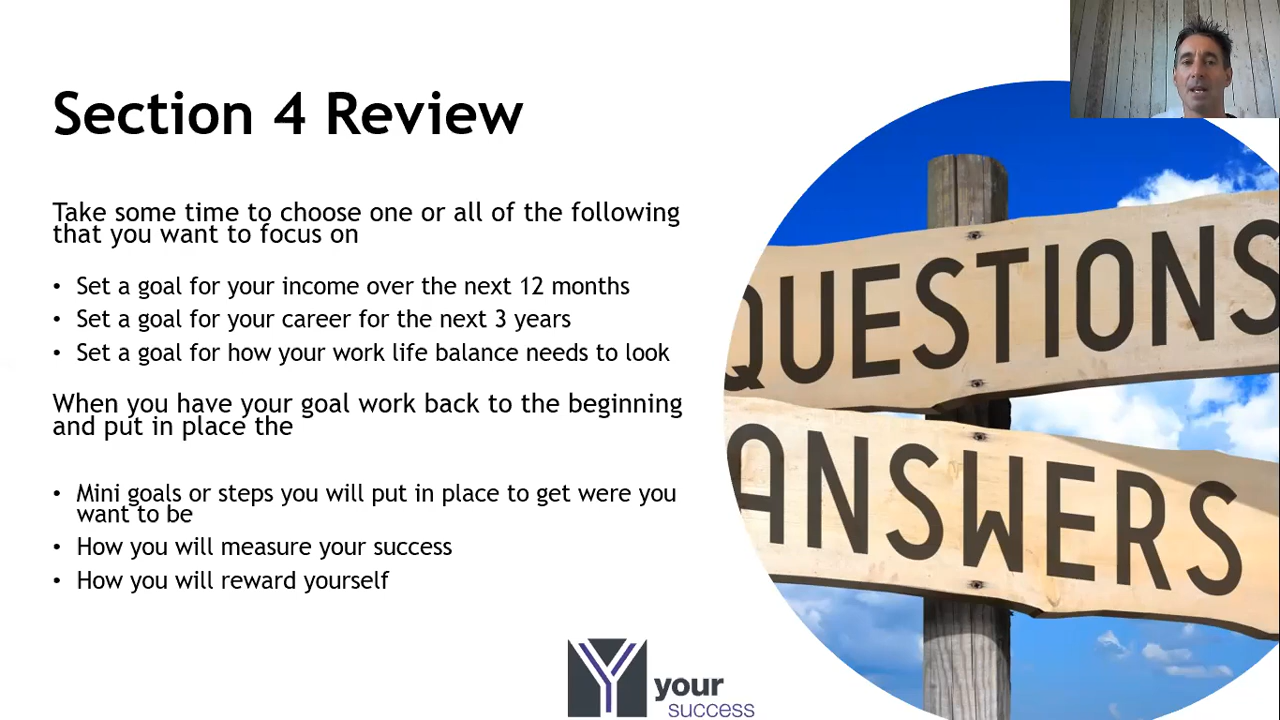 Section 4 Review
Take some time to choose one or all of the following
that you want to focus on
• Set a goal for your income over the next 12 months
• Set a goal for your career for the next 3 years
• Set a goal for how your work life balance needs to look
When you have your goal work back to the beginning
and put in place the
• Mini goals or steps you will put in place to get were you
want to be
• How you will measure your success
• How you will reward yourself
QUESTIONS
ANSWERS
Y your
success